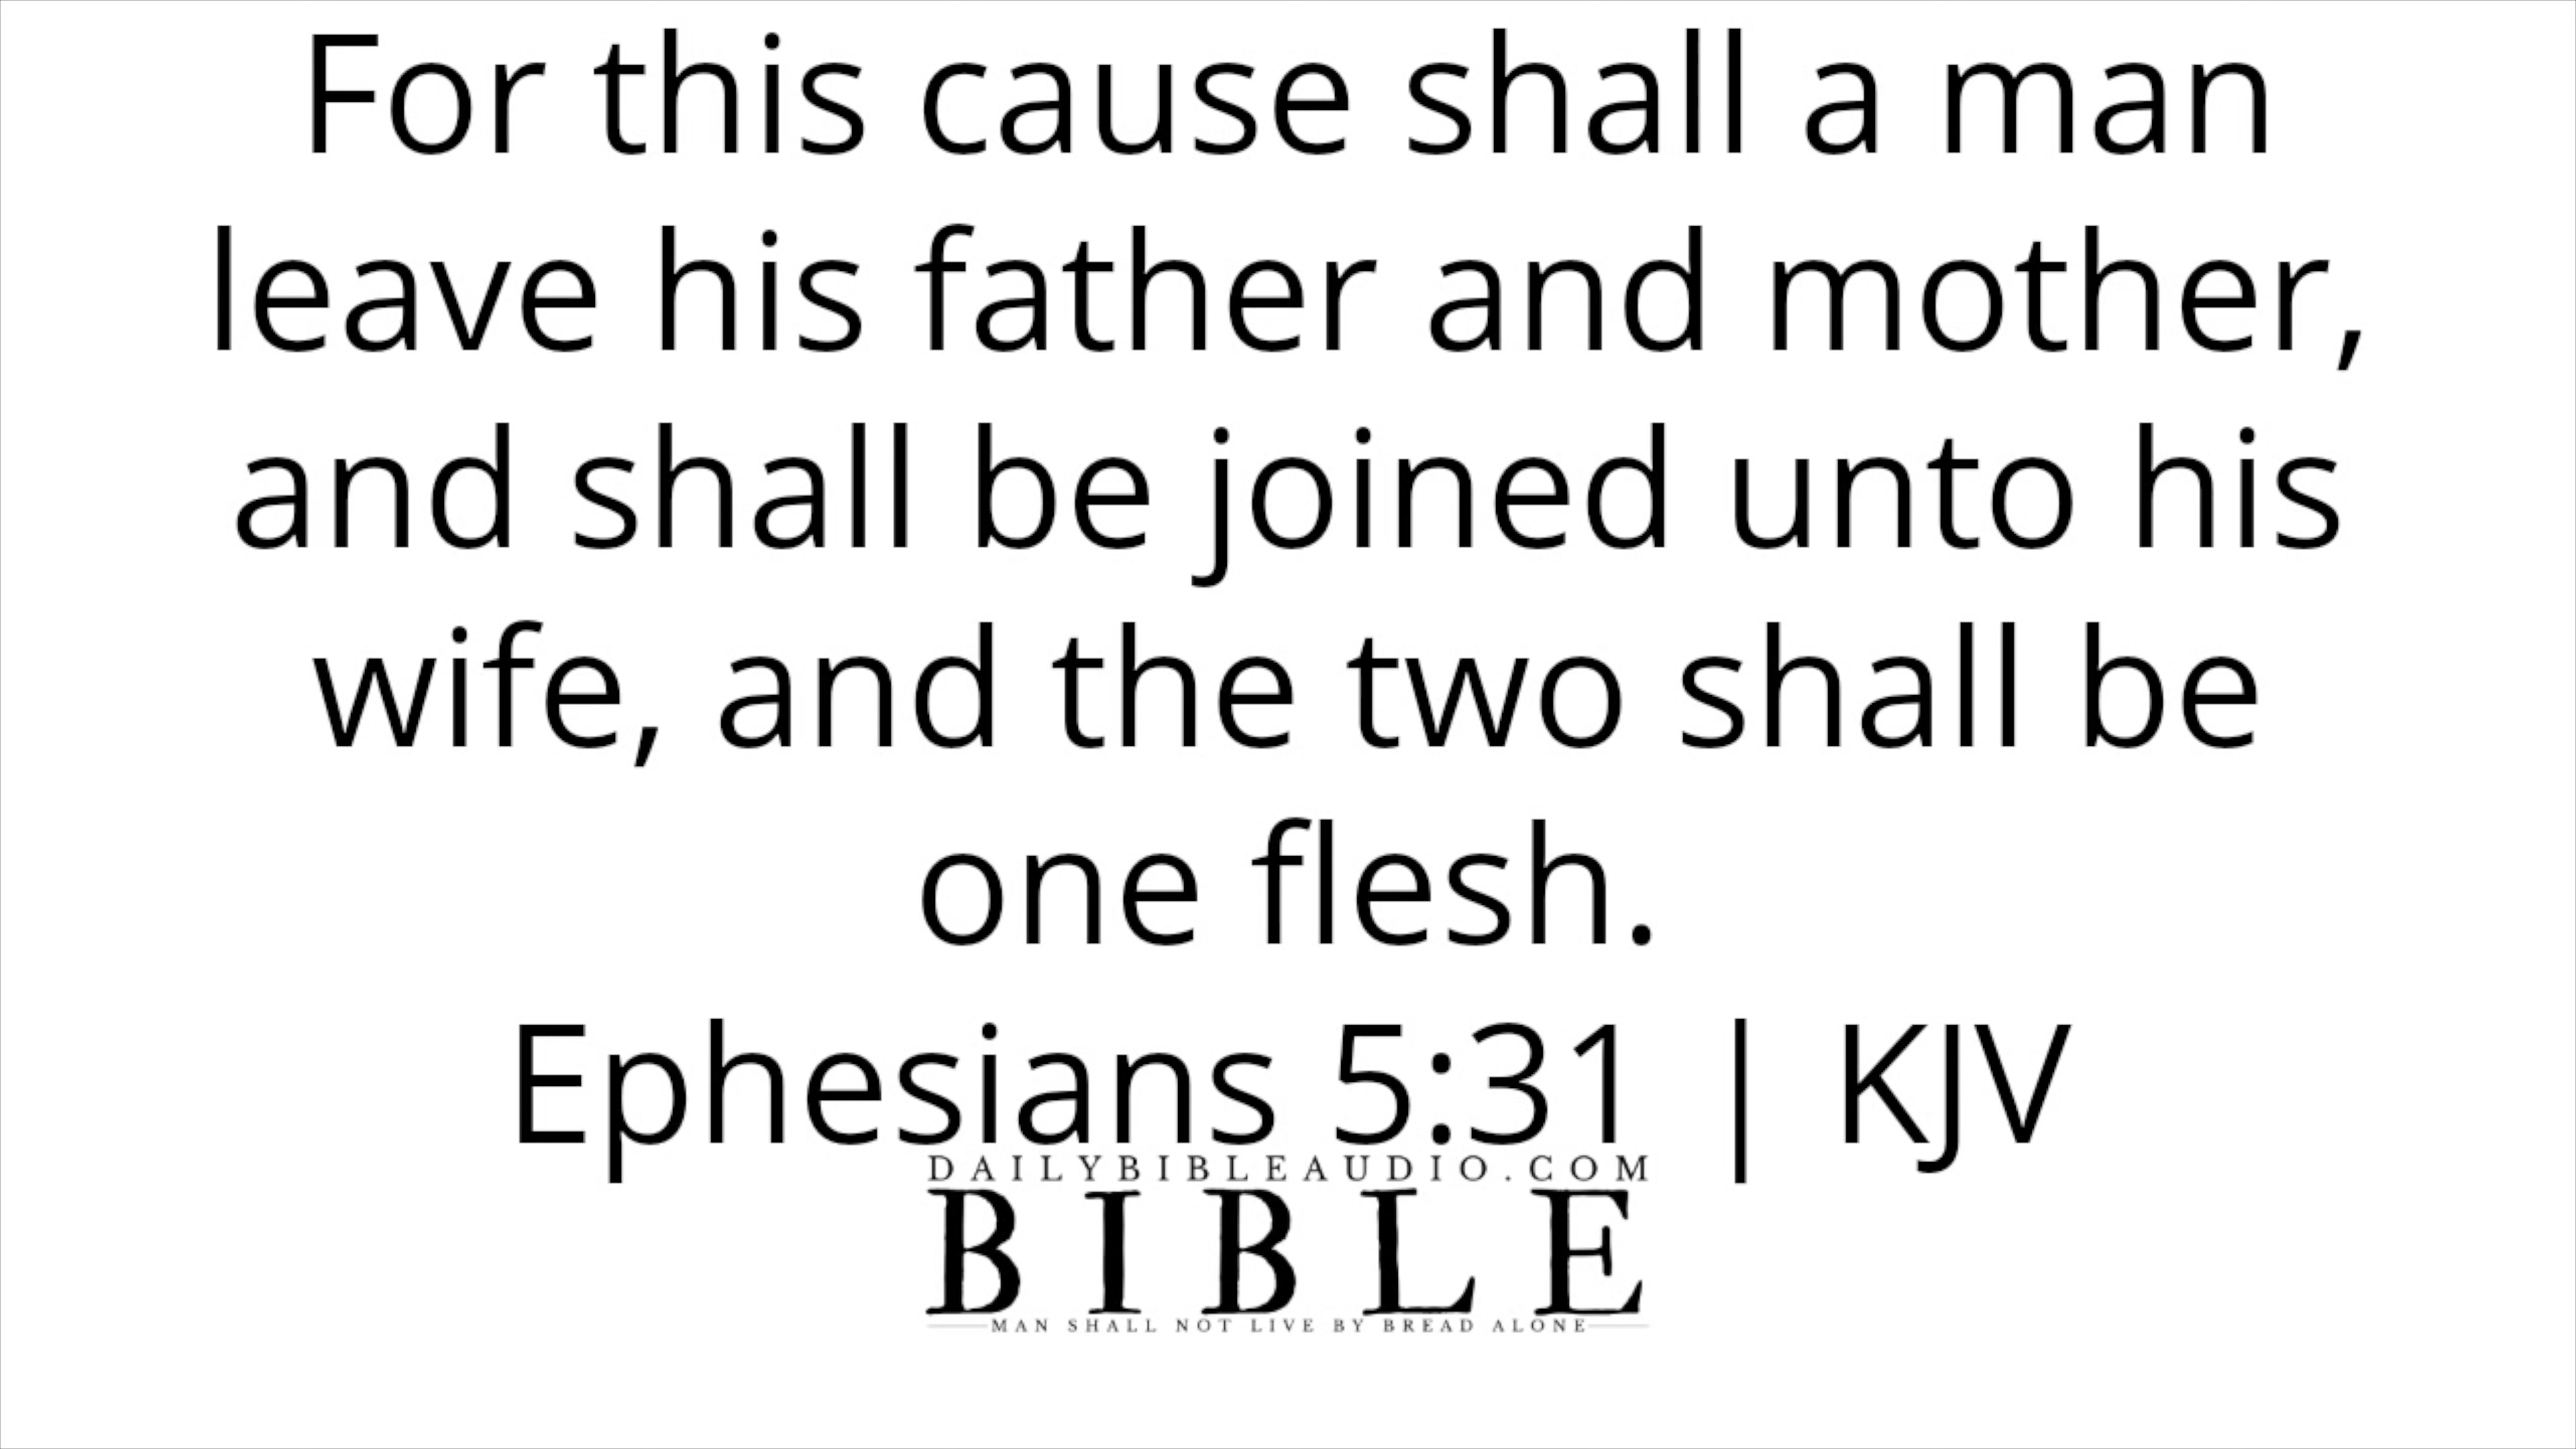 For this cause shall a man
leave his father and mother,
and shall be joined unto his
wife, and the two shall be
one flesh.
Ephesians 5:31 | KJV
DAILYBIBLEAUDIO.COM
BIBLE
MAN SHALL NOT LIVE BY BREAD ALONE